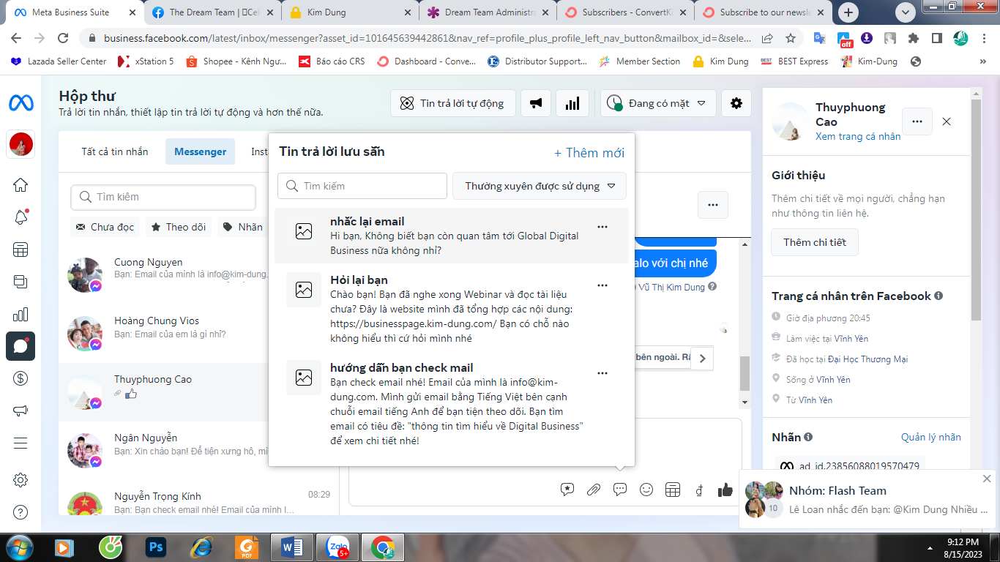 Meta Business Suite
The Dream Team | Cel
Kim Dung
Dream Team Administra
Subscribers - ConvertKi
Subscribe to our newsle
business.facebook.com/latest/inbox/messenger?asset_id=101645639442861&nav_ref=profile_plus_profile_left_nav_button&mailbox_id=&sele...
off
Lazada Seller Center
xStation 5
Shopee - Kênh Ngư...
Báo cáo CRS
Dashboard - Conve...
Distributor Support...
Member Section
Kim Dung
BEST Express
Kim-Dung
»
Hộp thư
Trả lời tin nhắn, thiết lập tin trả lời tự động và hơn thế nữa.
Tin trả lời tự động
Đang có mặt
Tất cả tin nhắn
Messenger
Inst
Tìm kiếm
Chưa đọc
Theo dõi
Nhãn
Cuong Nguyen
Bạn: Email của mình là info@kim-dung.
Hoàng Chung Vios
Bạn: Email của em là gì nhỉ?
Thuyphuong Cao
Ngân Nguyễn
Bạn: Xin chào bạn! Để tiện xưng hô, mì
Nguyễn Trọng Kính
08:29
Bạn: Bạn check email nhé! Email của mình l...
Tin trả lời lưu sẵn
+ Thêm mới
Tìm kiếm
Thường xuyên được sử dụng
nhắc lại email
Hi bạn, Không biết bạn còn quan tâm tới Global Digital
Business nữa không nhỉ?
Hỏi lại bạn
Chào bạn! Bạn đã nghe xong Webinar và đọc tài liệu
chưa? Đây là website mình đã tổng hợp các nội dung:
https://businesspage.kim-dung.com/ Bạn có chỗ nào
không hiểu thì cứ hỏi mình nhé
hướng dẫn bạn check mail
Bạn check email nhé! Email của mình là info@kim-
dung.com. Mình gửi email bằng Tiếng Việt bên cạnh
chuỗi email tiếng Anh để bạn tiện theo dõi. Bạn tìm
email có tiêu đề: "thông tin tìm hiểu về Digital Business"
để xem chi tiết nhé!
alo với chị nhé
Vũ Thị Kim Dung
bên ngoài. Rấ
đ
Thuyphuong
Cao
Xem trang cá nhân
Giới thiệu
Thêm chi tiết về mọi người, chẳng hạn
như thông tin liên hệ.
Thêm chi tiết
Trang cá nhân trên Facebook
Giờ địa phương 20:45
Làm việc tại Vĩnh Yên
Đã học tại Đại Học Thương Mại
Sống ở Vĩnh Yên
Từ Vĩnh Yên
Nhãn
Quản lý nhãn
ad_id.23856088019570479
10
Nhóm: Flash Team
Lê Loan nhắc đến bạn: @Kim Dung Nhiều ...
Ps
PDF
W
Zalo
5+
9:12 PM
8/15/2023